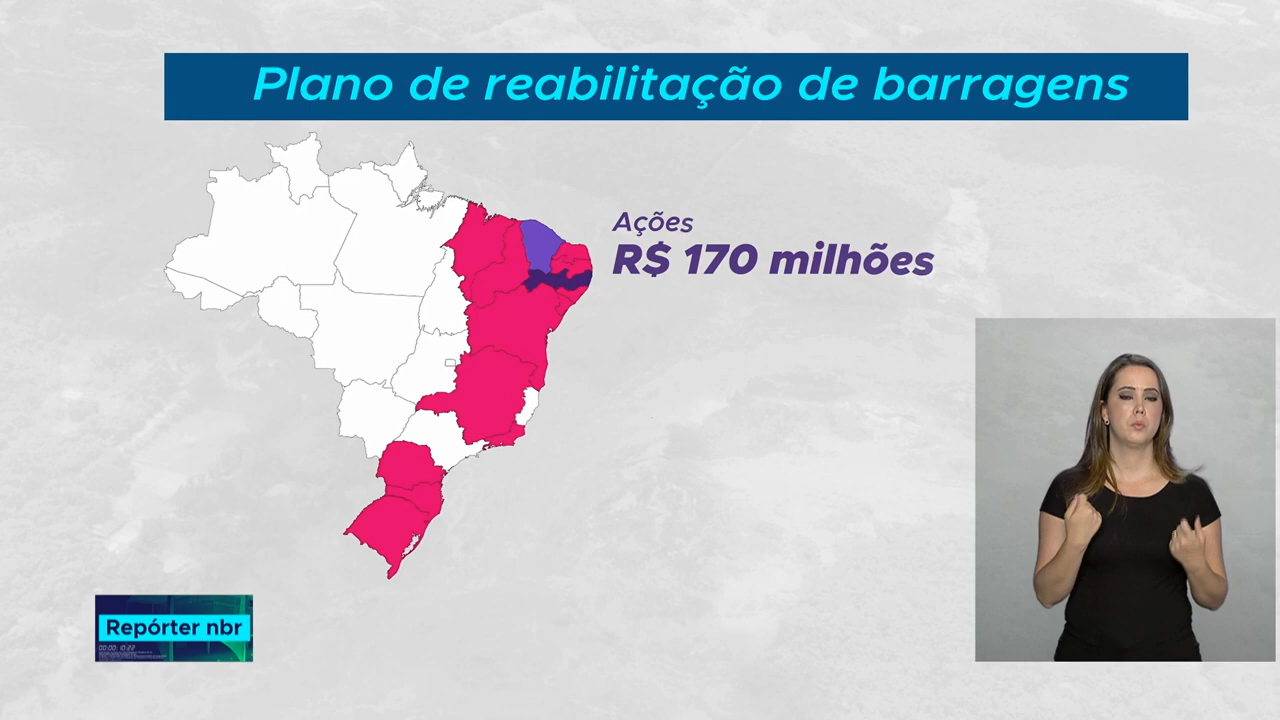 Plano de reabilitação de barragens
Ações
R$ 170 milhões
Repórter nbr